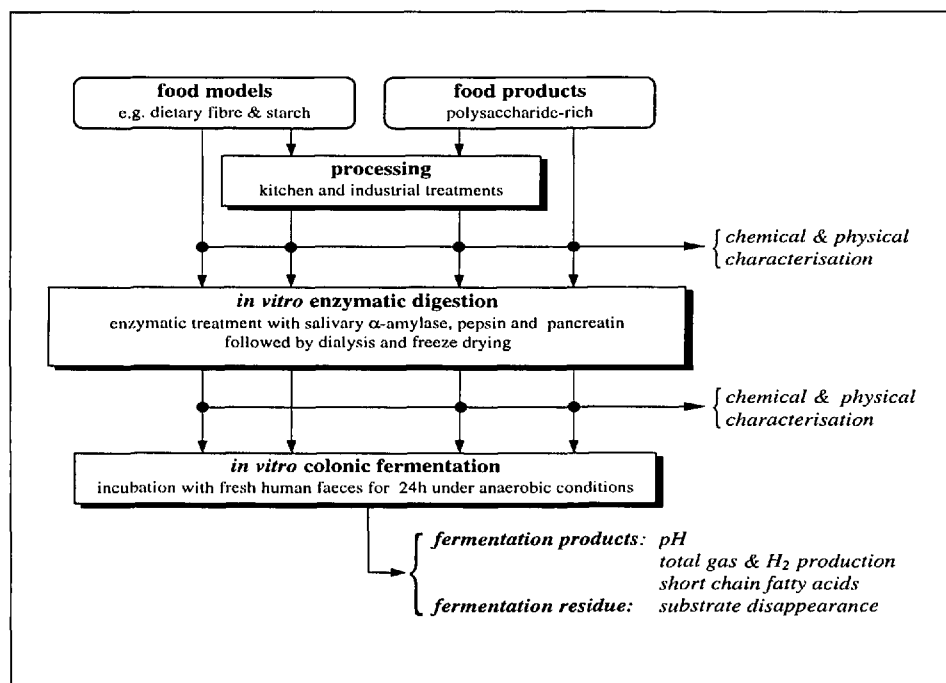 food models
e.g. dietary fibre & starch
food products
polysaccharide-rich
processing
kitchen and industrial treatments
chemical & physical
characterisation
in vitro enzymatic digestion
enzymatic treatment with salivary α-amylase, pepsin and pancreatin
followed by dialysis and freeze drying
chemical & physical
characterisation
in vitro colonic fermentation
incubation with fresh human faeces for 24h under anaerobic conditions
fermentation products: pH
total gas & H₂ production
short chain fatty acids
fermentation residue: substrate disappearance